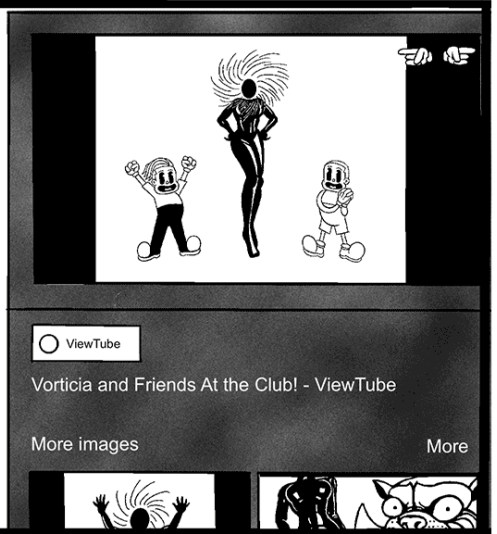 ViewTube
Vorticia and Friends At the Club! - ViewTube
More images
More